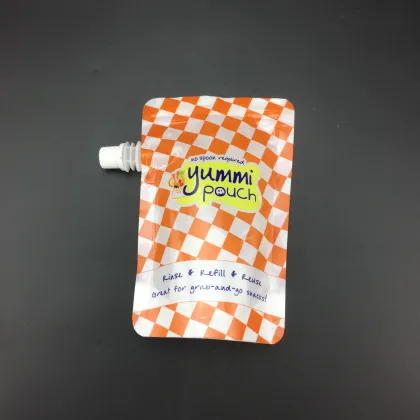 no spoon required
yummi
pouch
Rinse & Refill & Reuse
Great for grab-and-go snacks!